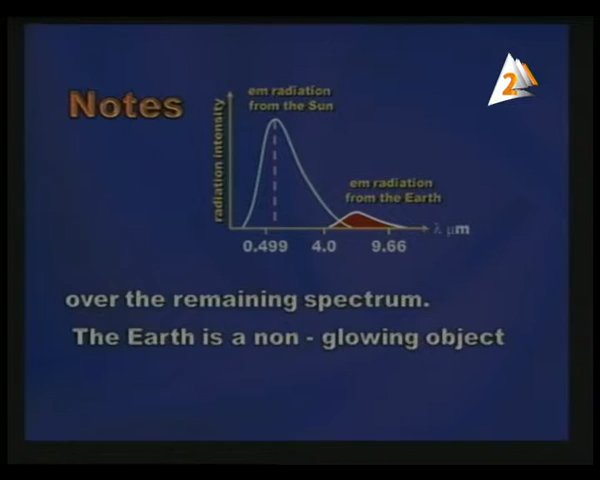 2
em radiation
from the Sun
Notes
radiation intensity
em radiation
from the Earth
λ μm
0.499 4.0 9.66
over the remaining spectrum.
The Earth is a non - glowing object